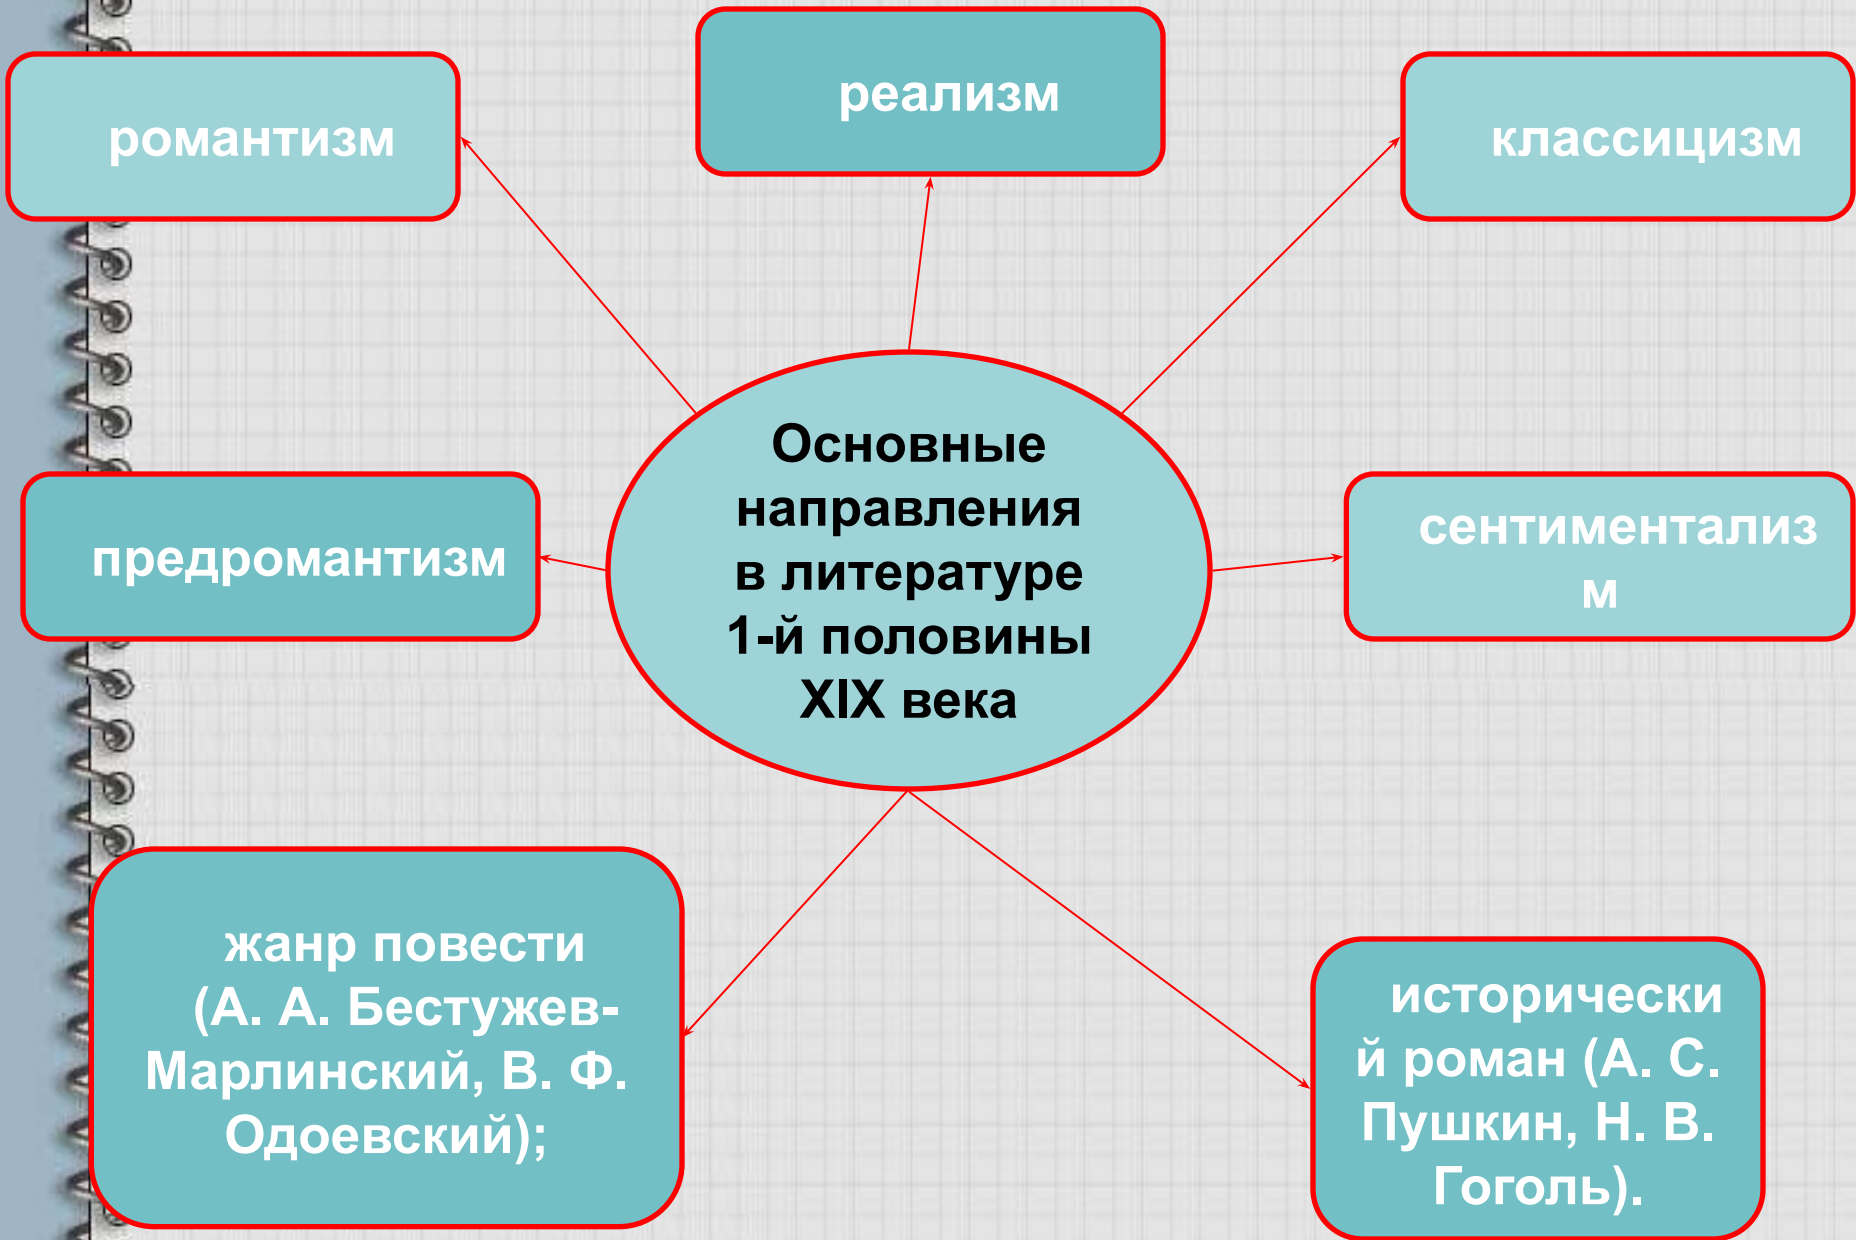 реализм
романтизм
классицизм
Основные
направления
в литературе
1-й половины
XIX века
предромантизм
сентиментализ
м
жанр повести
(А. А. Бестужев-
Марлинский, В. Ф.
Одоевский);
исторически
й роман (А. С.
Пушкин, Н. В.
Гоголь).